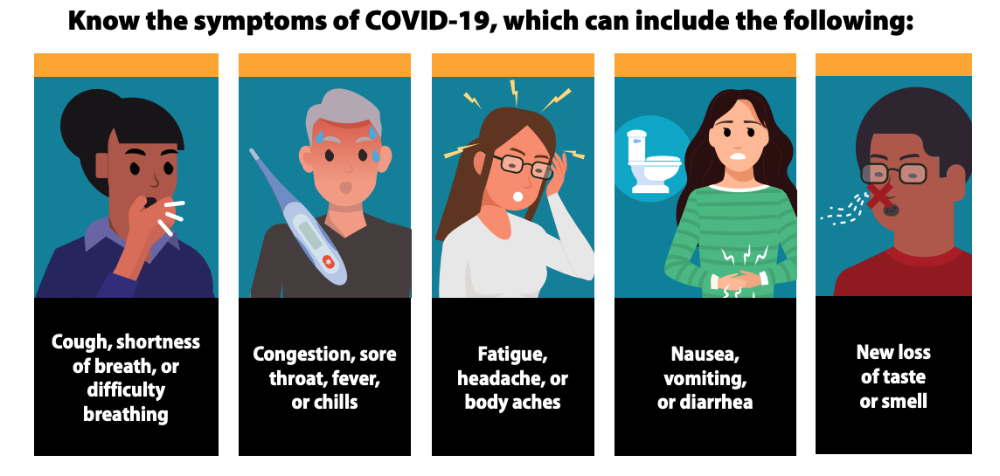 Know the symptoms of COVID-19, which can include the following:
Cough, shortness
of breath, or
difficulty
breathing
Congestion, sore
throat, fever,
or chills
Fatigue,
headache, or
body aches
Nausea,
vomiting,
or diarrhea
New loss
of taste
or smell